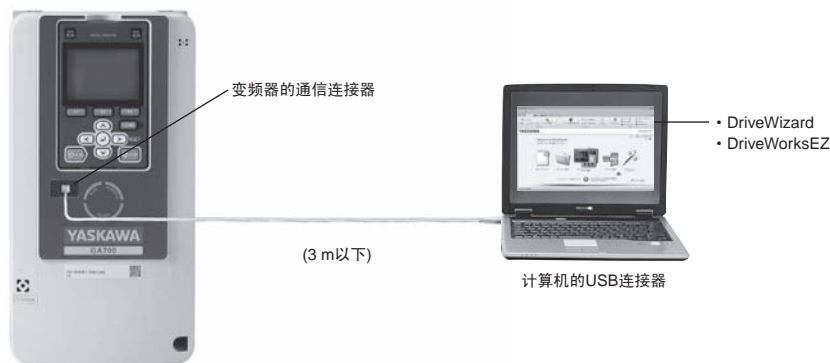 变频器的通信连接器
・DriveWizard
・DriveWorksEZ
YASKAWA
YASKAWA
GA700
(3 m以下)
计算机的USB连接器